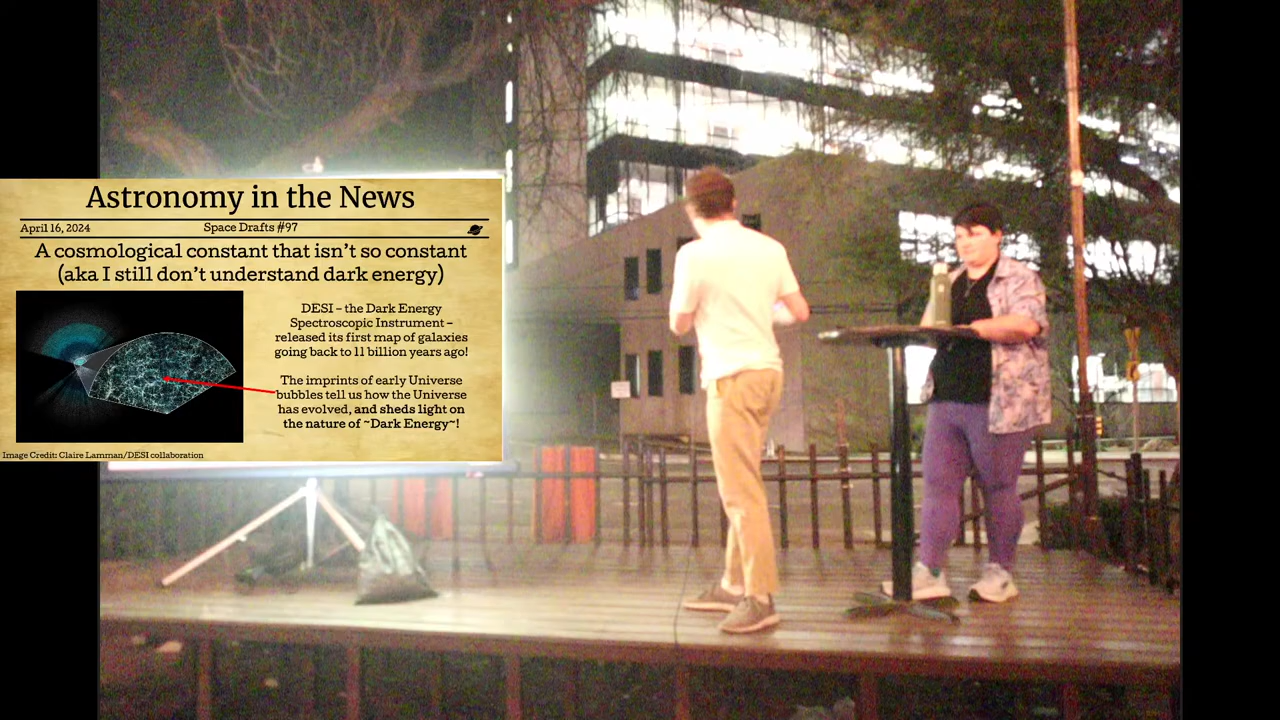 Astronomy in the News
April 16, 2024 Space Drafts #97
A cosmological constant that isn't so constant
(aka I still don't understand dark energy)
DESI – the Dark Energy
Spectroscopic Instrument –
released its first map of galaxies
going back to 11 billion years ago!
The imprints of early Universe
bubbles tell us how the Universe
has evolved, and sheds light on
the nature of ~Dark Energy~!
Image Credit: Claire Lamman/DESI collaboration